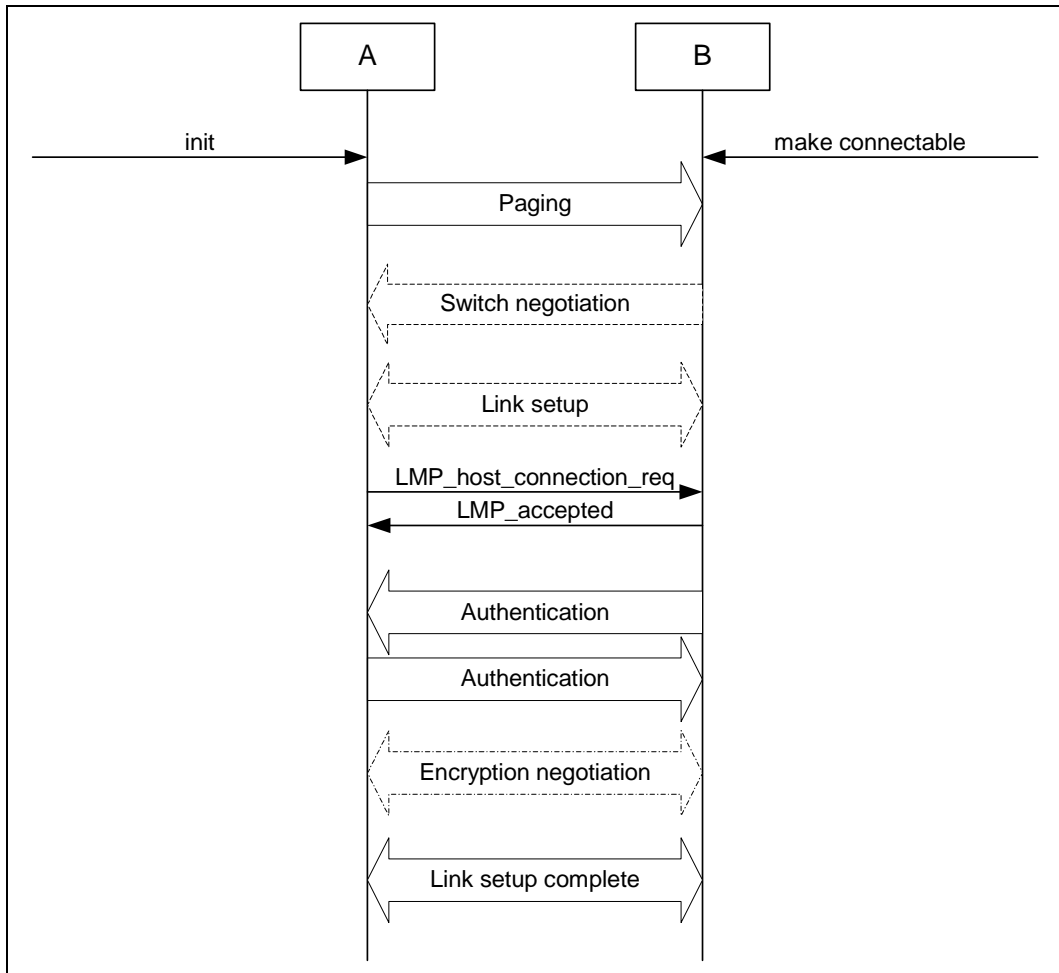 A
B
init
make connectable
Paging
Switch negotiation
Link setup
LMP_host_connection_req
LMP_accepted
Authentication
Authentication
Encryption negotiation
Link setup complete